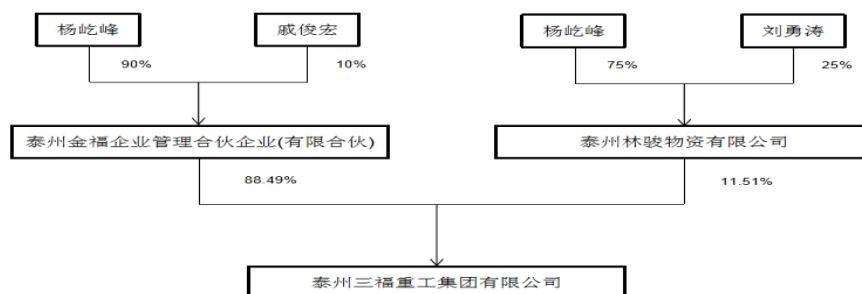 杨屹峰 戚俊宏 杨屹峰 刘勇涛
90% 10% 75% 25%
泰州金福企业管理合伙企业(有限合伙) 泰州林骏物资有限公司
88.49% 11.51%
泰州三福重工集团有限公司